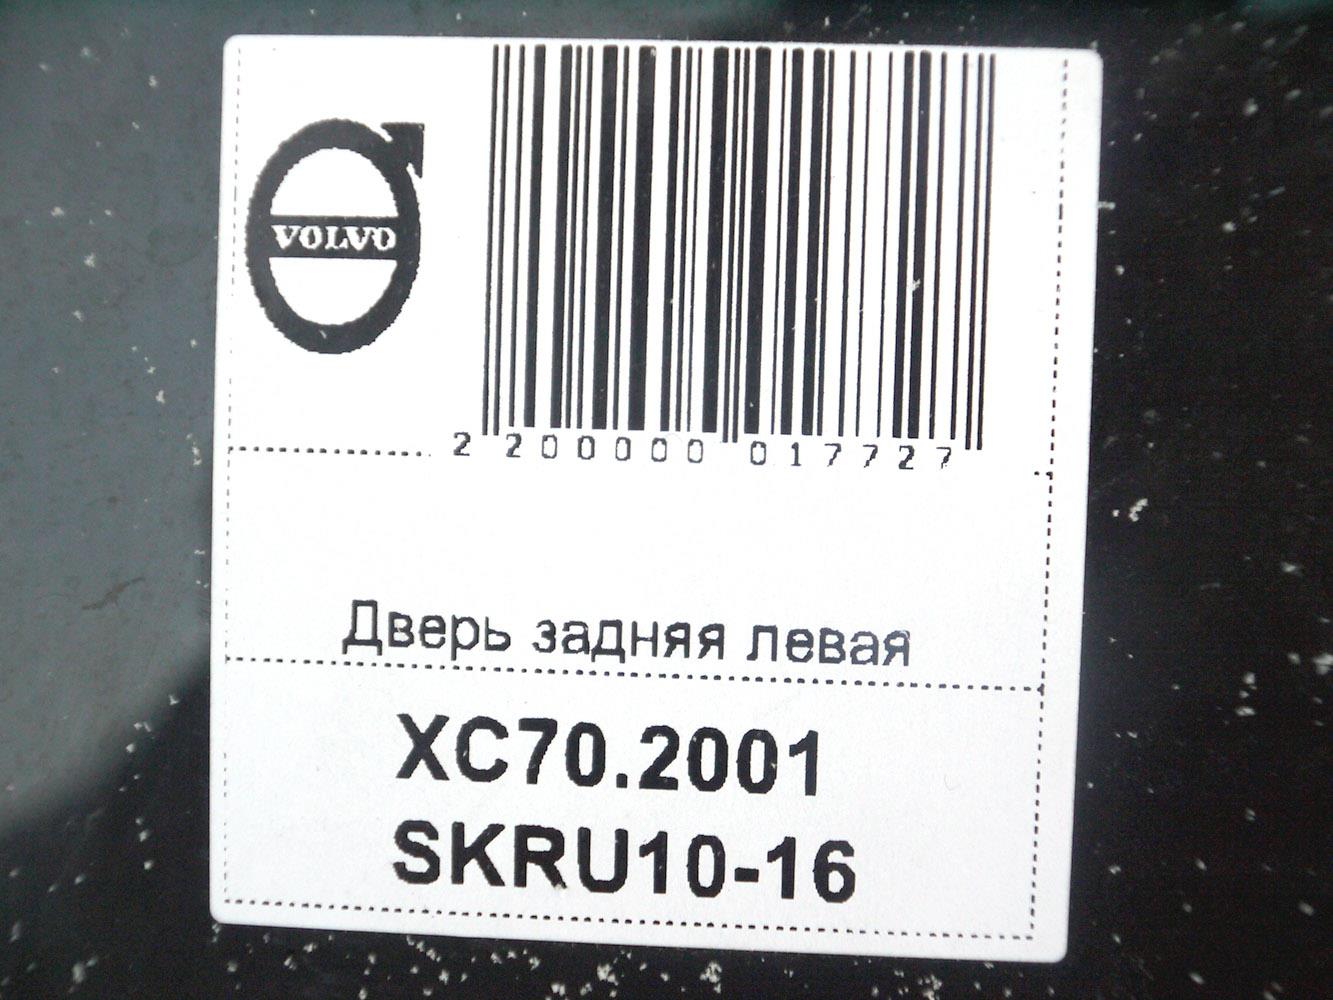 VOLVO
2 200000 017727
Дверь задняя левая
XC70.2001
SKRU10-16